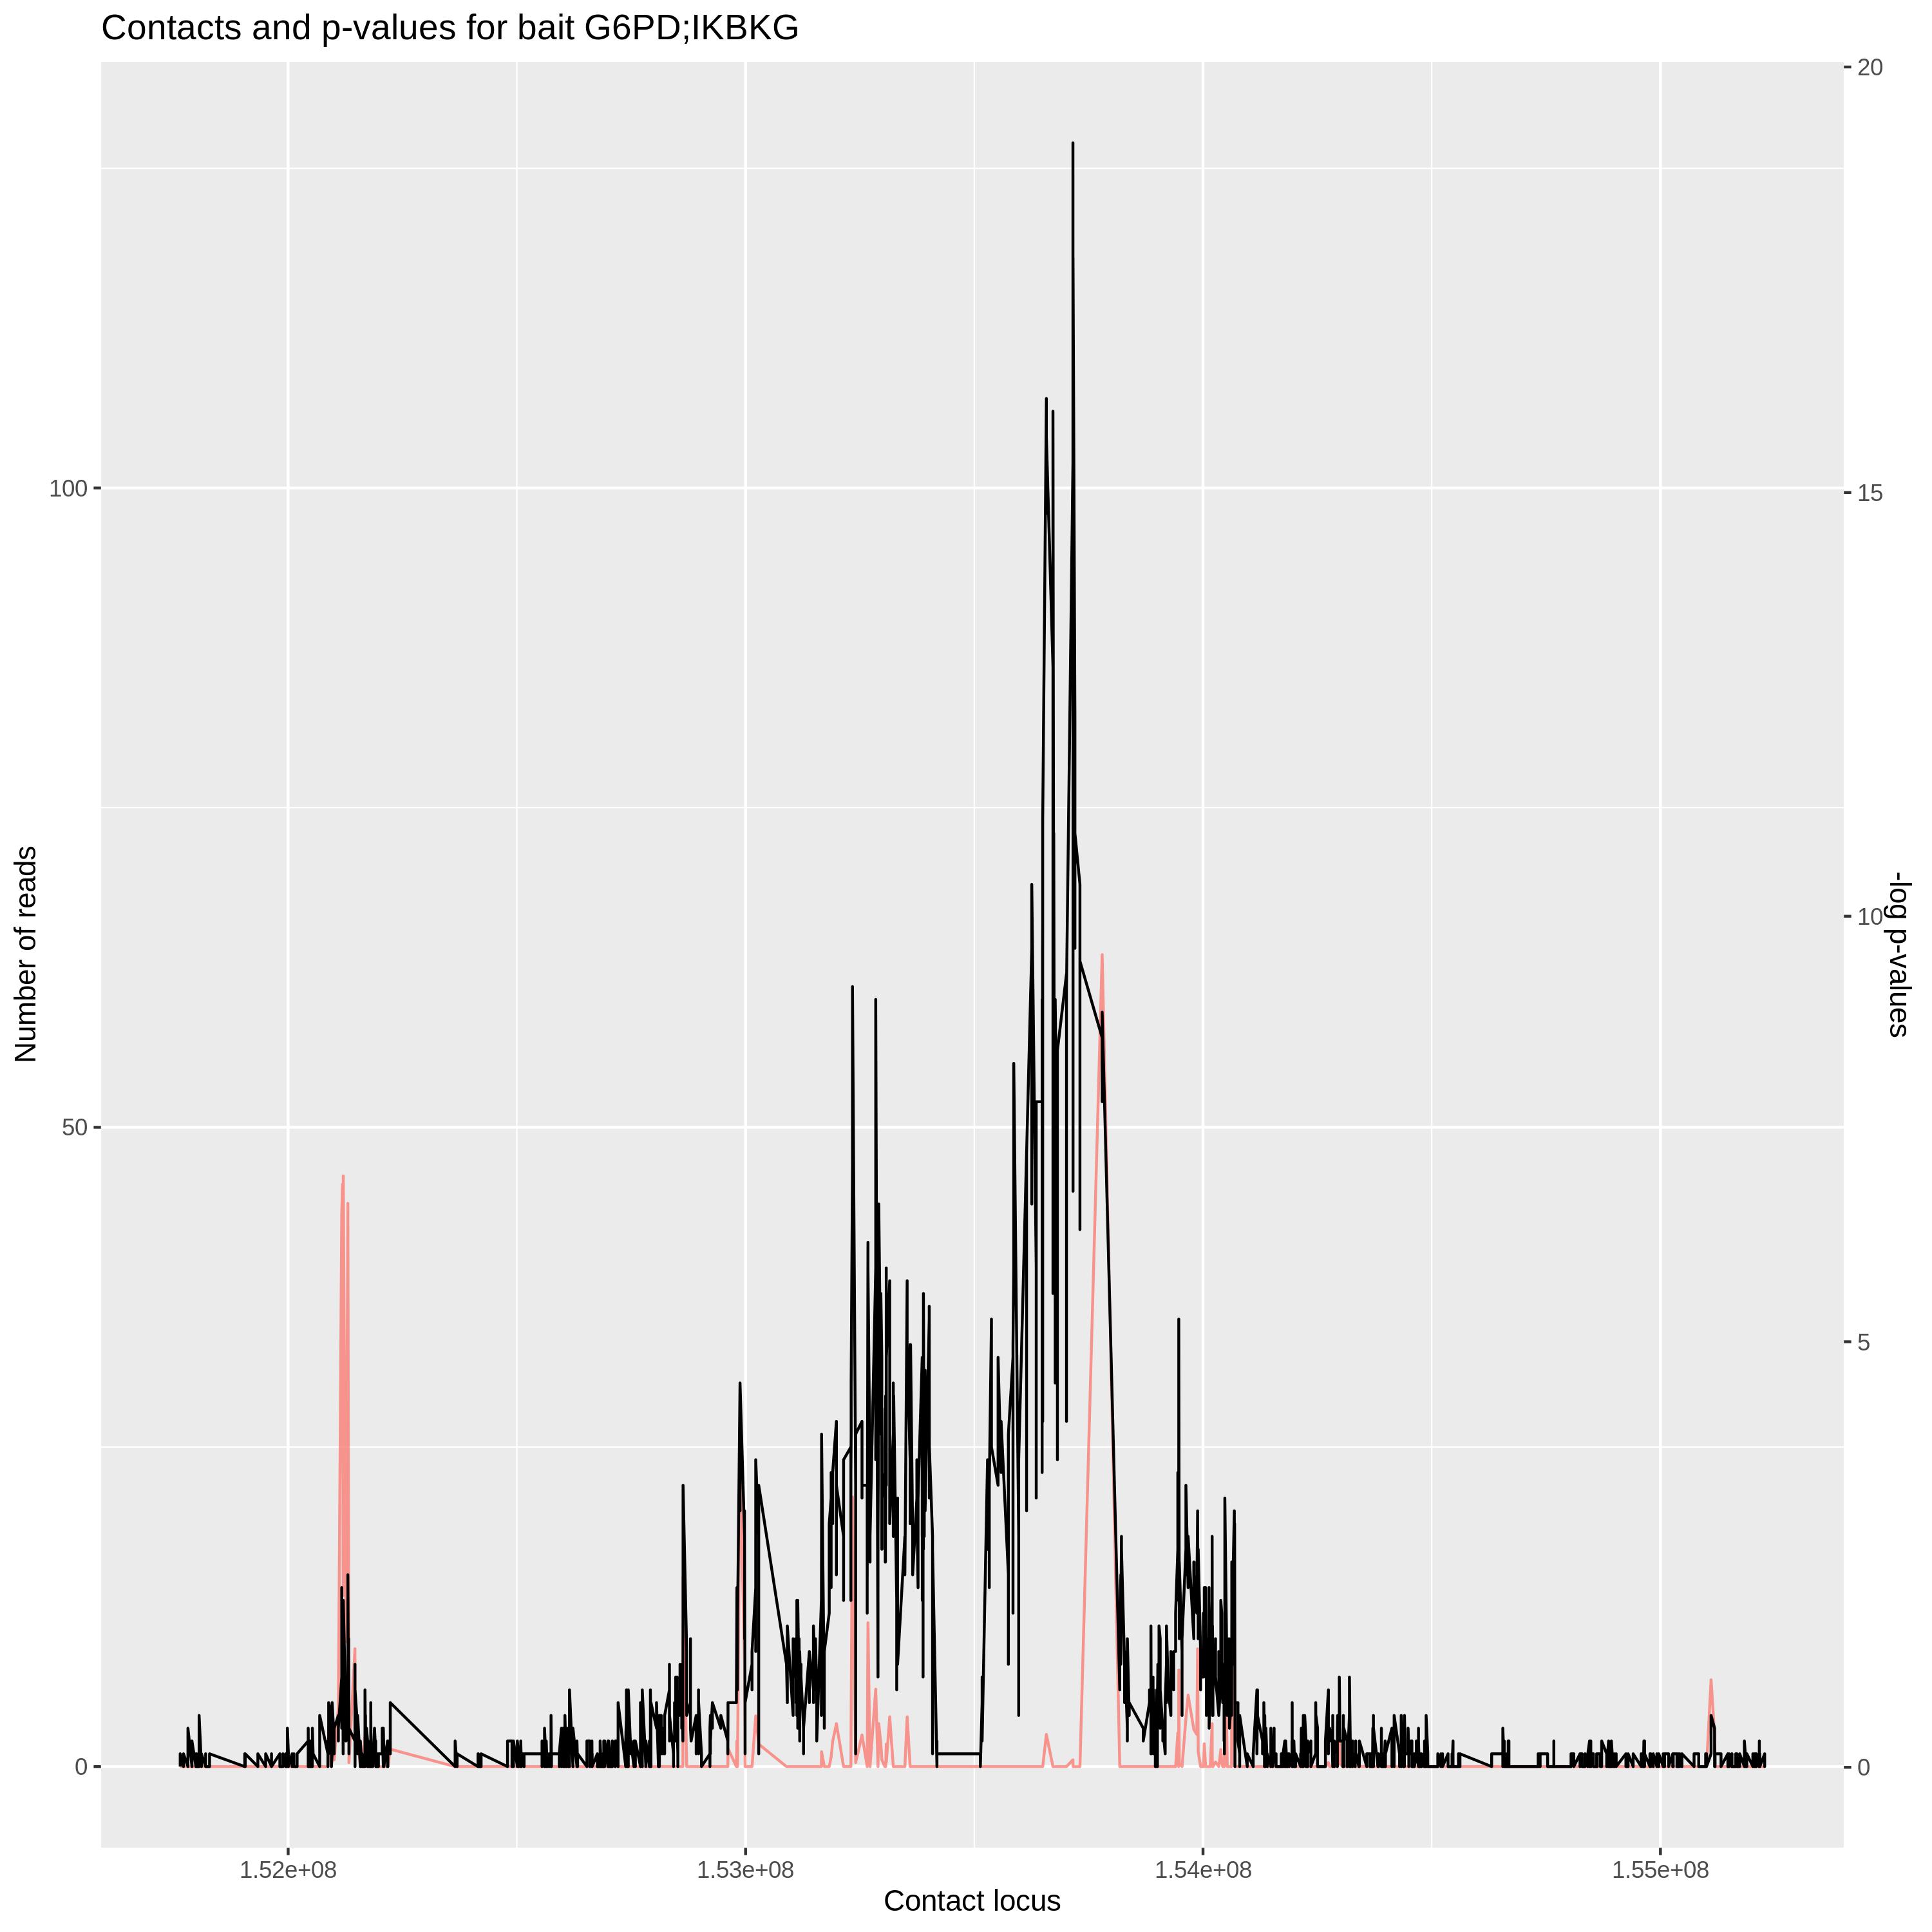 Contacts and p-values for bait G6PD;IKBKG
Number of reads
100
50
0
20
15
10
5
0
-log p-values
1.52e+08
1.53e+08
1.54e+08
1.55e+08
Contact locus